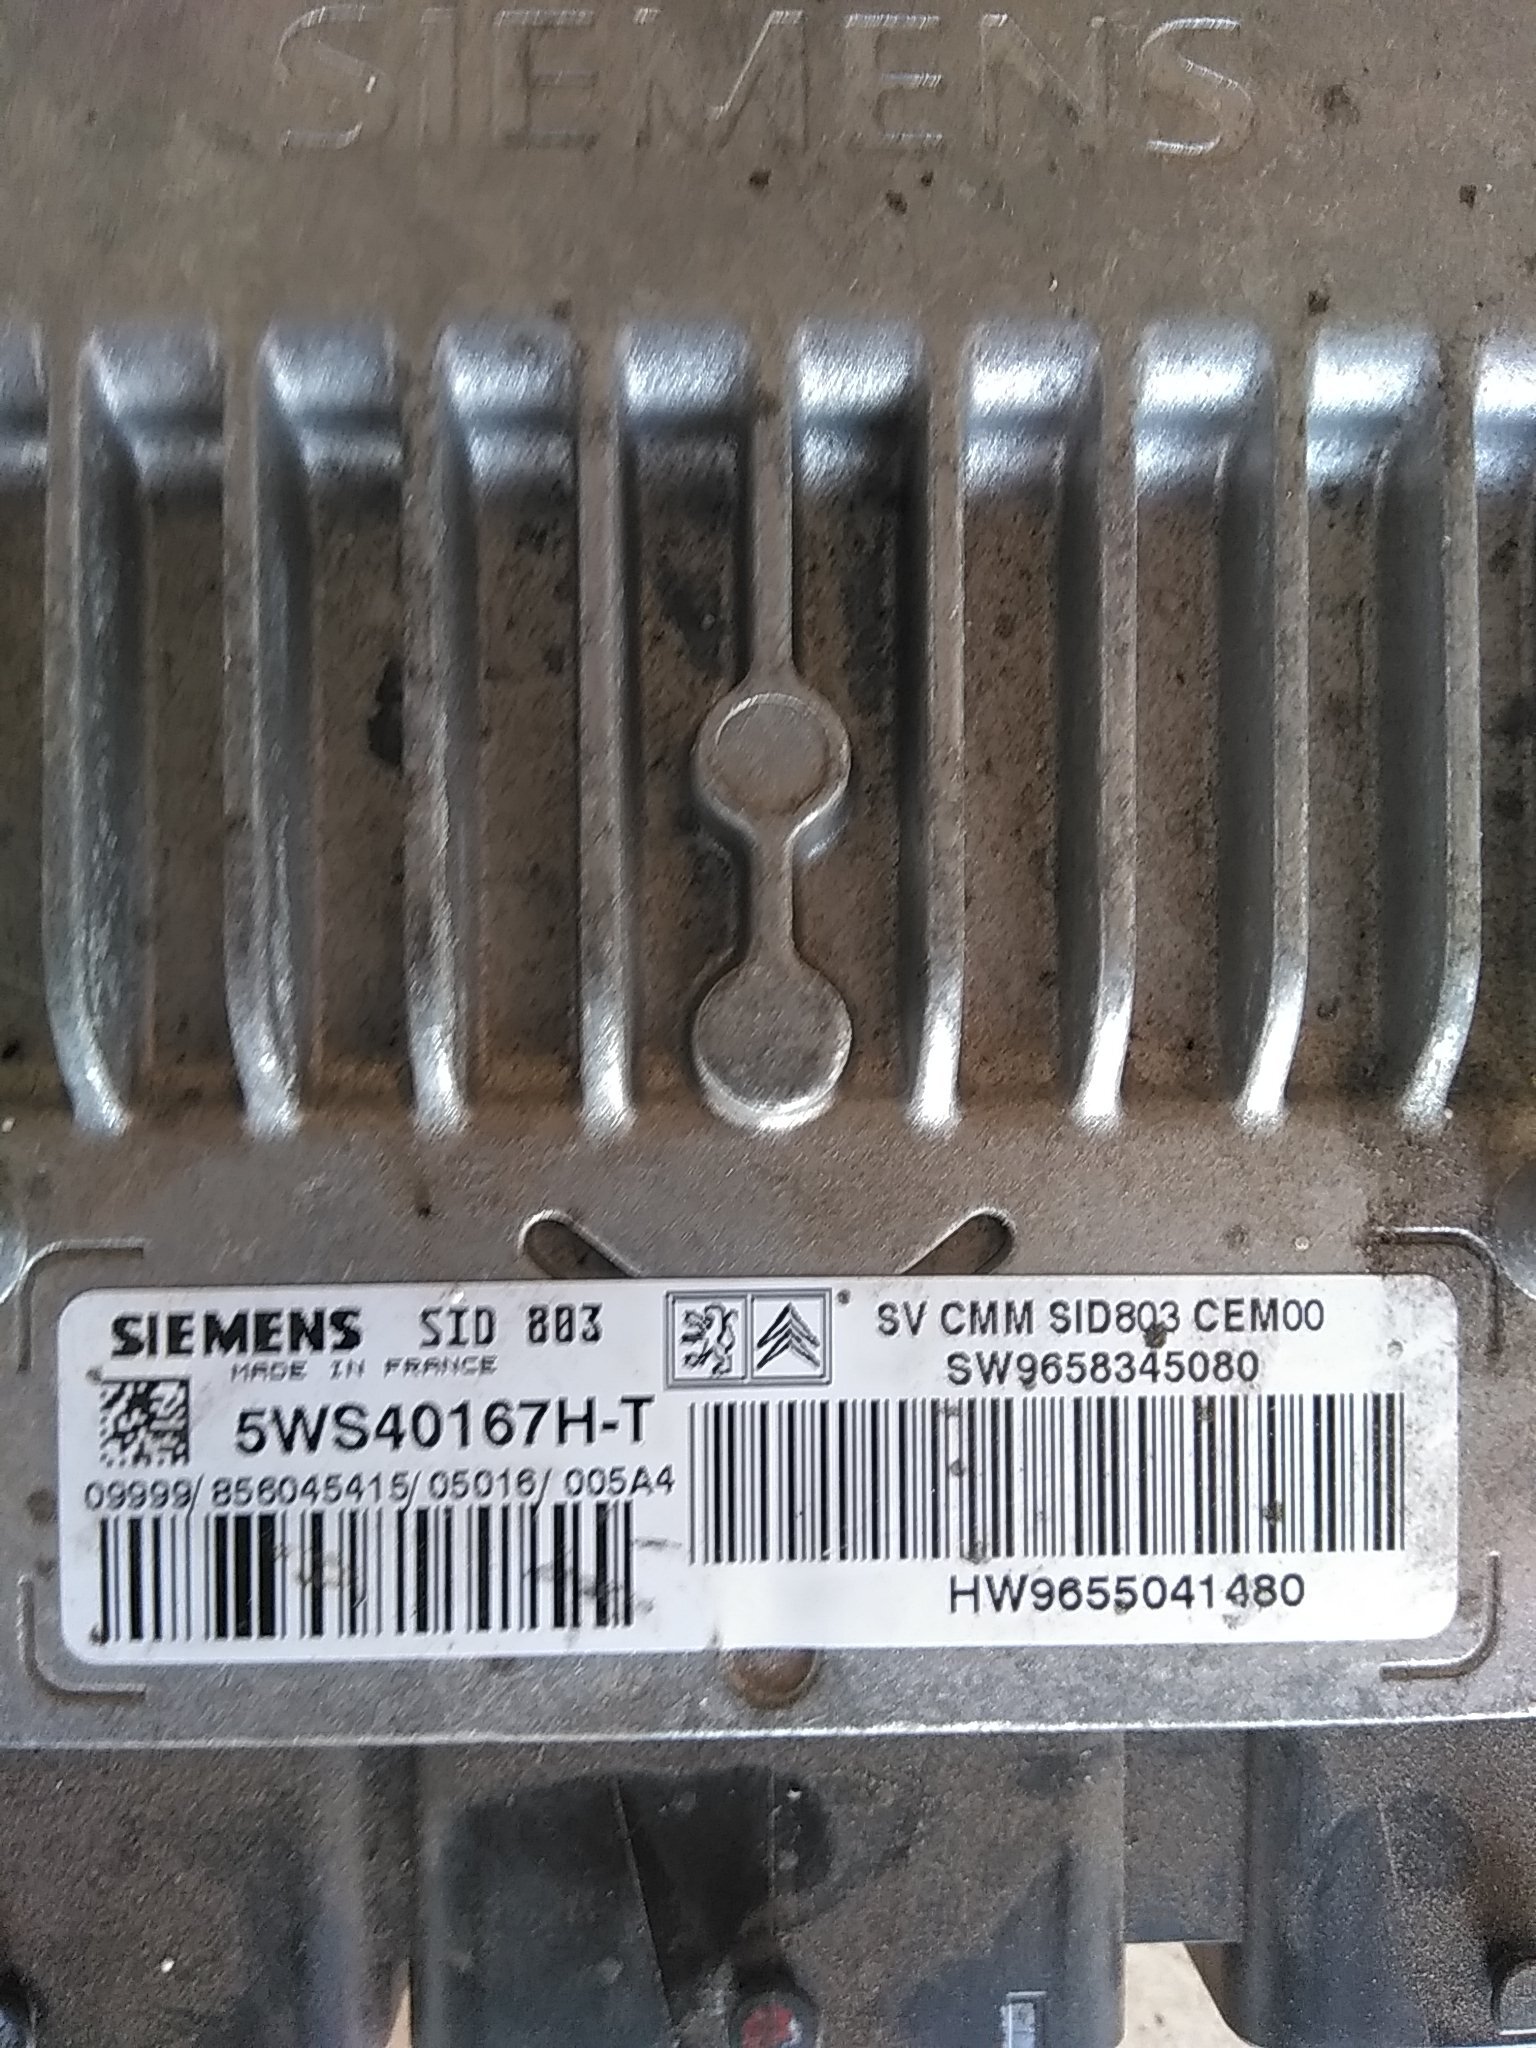 SIEMENS
SIEMENS SID 803
MADE IN FRANCE
5WS40167H-T
09999/856045415/05016/005A4
SV CMM SID803 CEM00
SW9658345080
HW9655041480